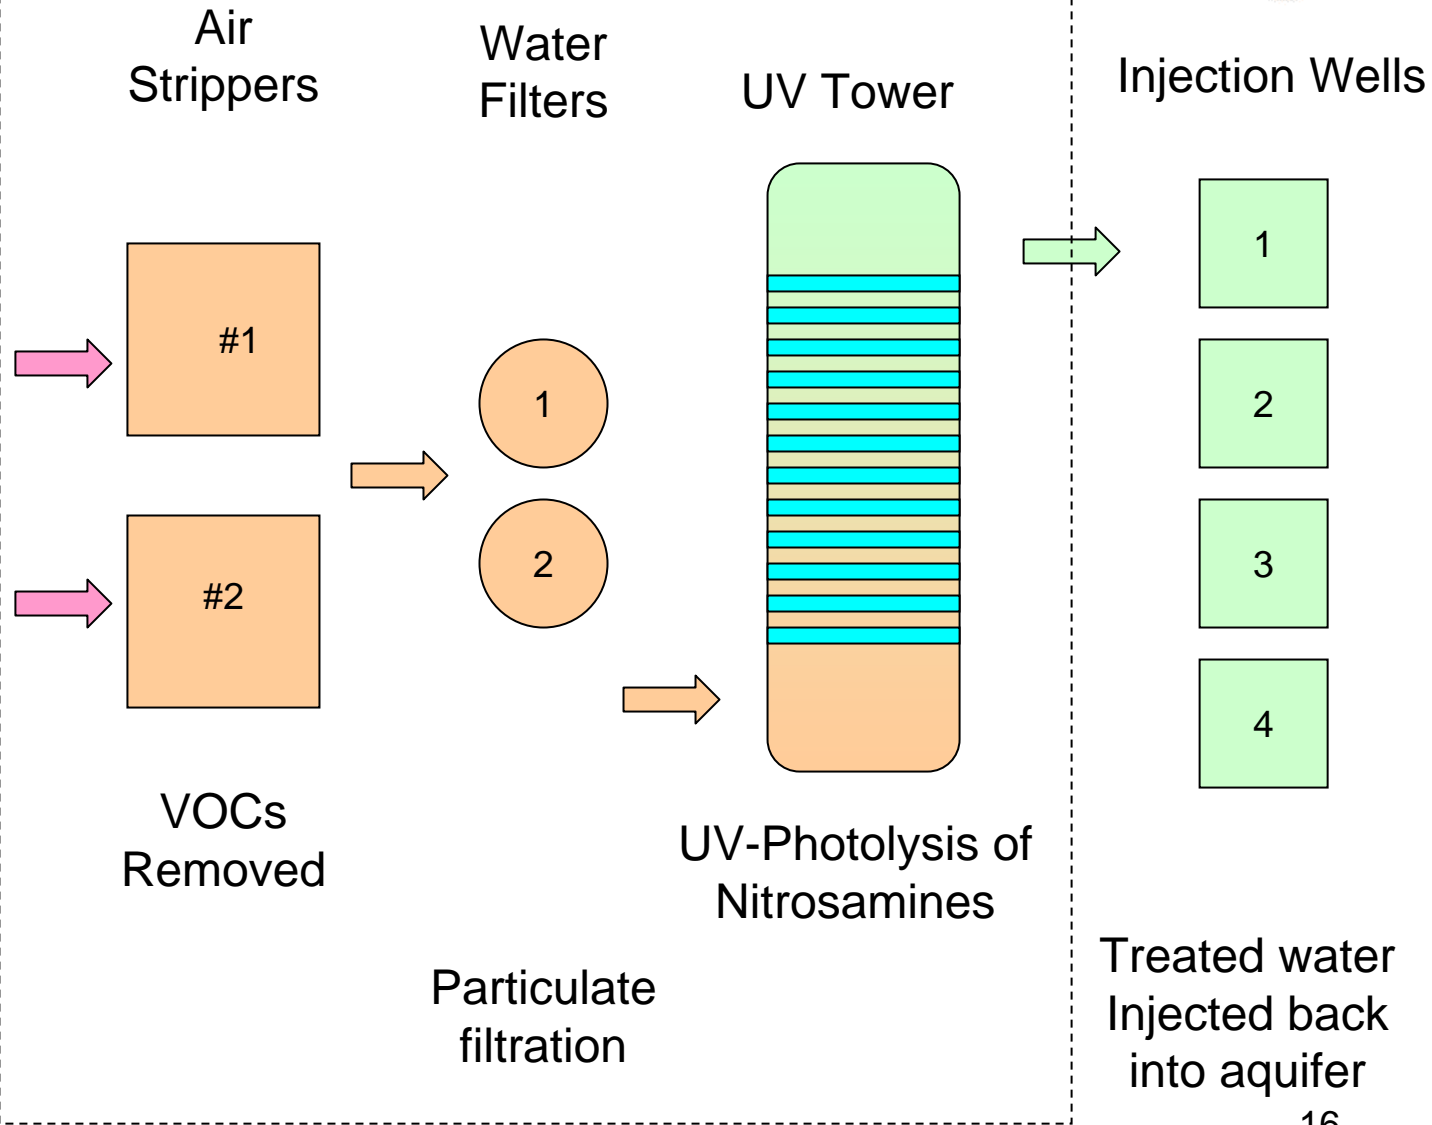 Air
Strippers
Water
Filters
UV Tower
Injection Wells
#1
#2
1
2
1
2
3
4
VOCs
Removed
UV-Photolysis of
Nitrosamines
Particulate
filtration
Treated water
Injected back
into aquifer
16